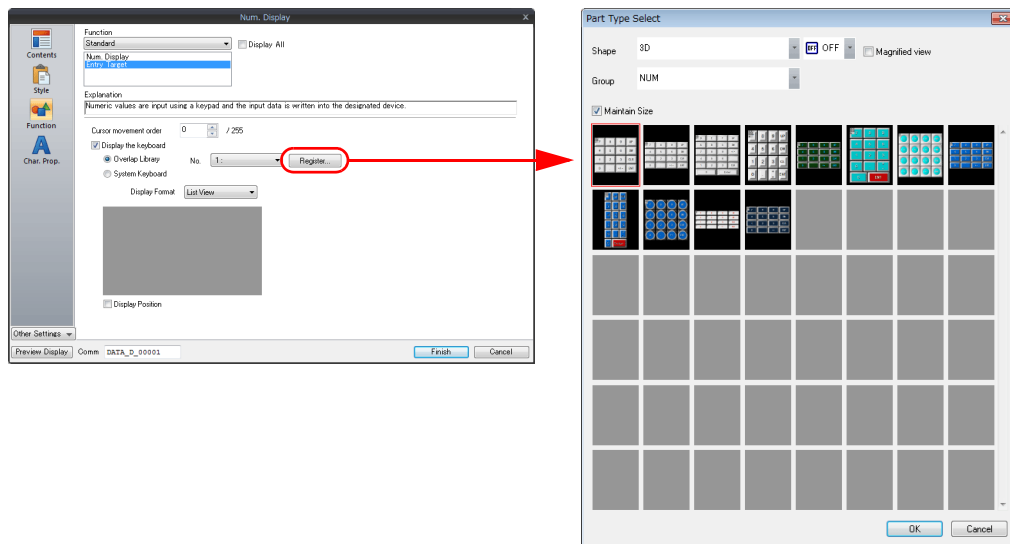 Num. Display
X
Contents
Style
Function
Char. Prop.
Other Settings
Function
Standard
Display All
Num. Display
Entry Target
Explanation
Numeric values are input using a keypad and the input data is written into the designated device.
Cursor movement order 0 / 255
Display the keyboard
Overlap Library No. 1 : Register...
System Keyboard
Display Format List View
Display Position
Preview Display Comm DATA_D_00001 Finish Cancel
Part Type Select
Shape 3D OFF OFF Magnified view
Group NUM
Maintain Size
OK Cancel